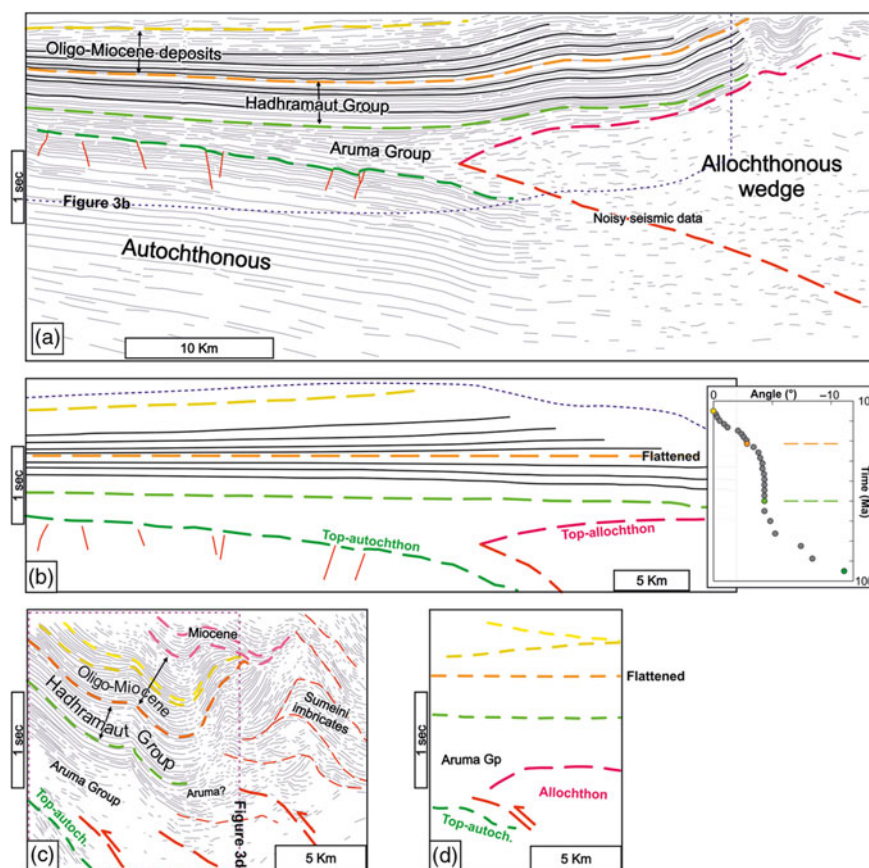 Oligo-Miocene deposits
Hadhramaut Group
Aruma Group
Allochthonous
wedge
1 sec
Figure 3b
Noisy seismic data
Autochthonous
(a)
10 Km
Angle (°)
0
-10
10
Flattened
1 sec
Time (Ma)
Top-autochthon
Top-allochthon
(b)
5 Km
100
Miocene
Oligo-Miocene
Sumeini
imbricates
Hadhramaut Group
1 sec
Aruma Group
Aruma?
Figure 3d
Top-autoch.
(c)
5 Km
Flattened
1 sec
Aruma Gp
Allochthon
Top-autoch.
(d)
5 Km